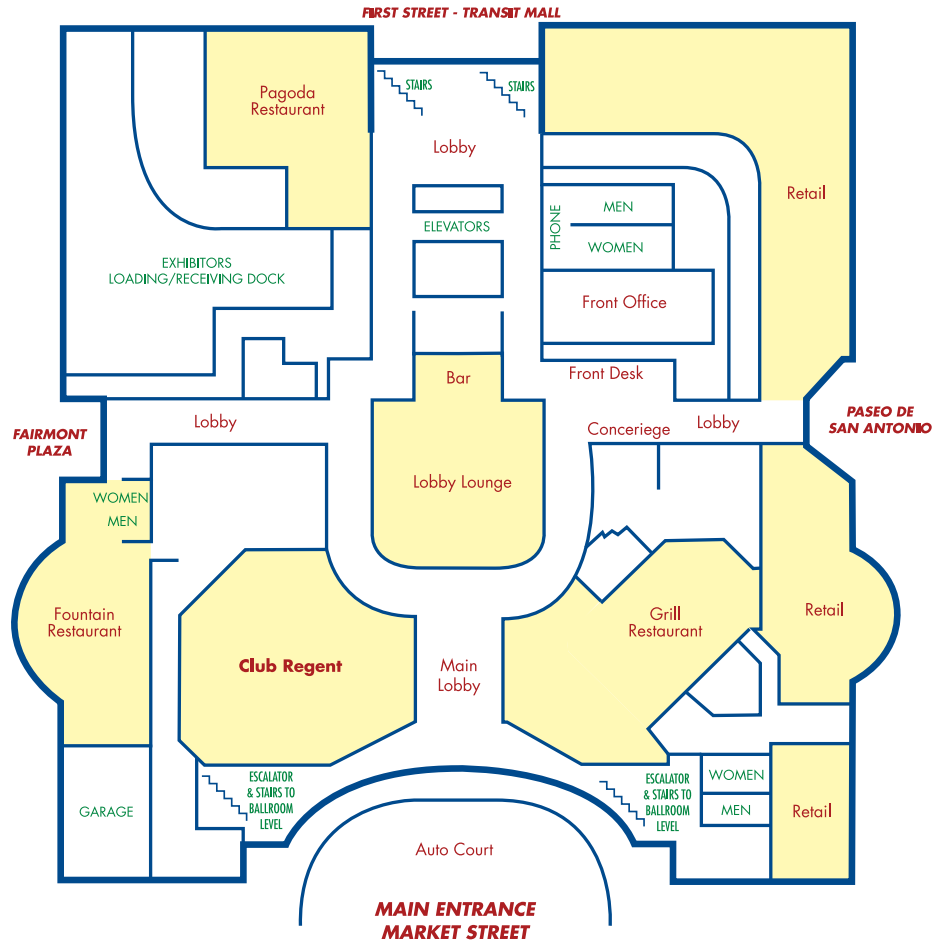 FIRST STREET - TRANSIT MALL
STAIRS
STAIRS
Pagoda
Restaurant
Lobby
Retail
MEN
PHONE
ELEVATORS
WOMEN
EXHIBITORS
LOADING/RECEIVING DOCK
Front Office
Bar
Front Desk
Lobby
Conceriege
Lobby
PASEO DE
SAN ANTONIO
FAIRMONT
PLAZA
Lobby Lounge
WOMEN
MEN
Fountain
Restaurant
Grill
Restaurant
Retail
Club Regent
Main
Lobby
ESCALATOR
& STAIRS TO
BALLROOM
LEVEL
ESCALATOR
& STAIRS TO
BALLROOM
LEVEL
WOMEN
MEN
Retail
GARAGE
Auto Court
MAIN ENTRANCE
MARKET STREET